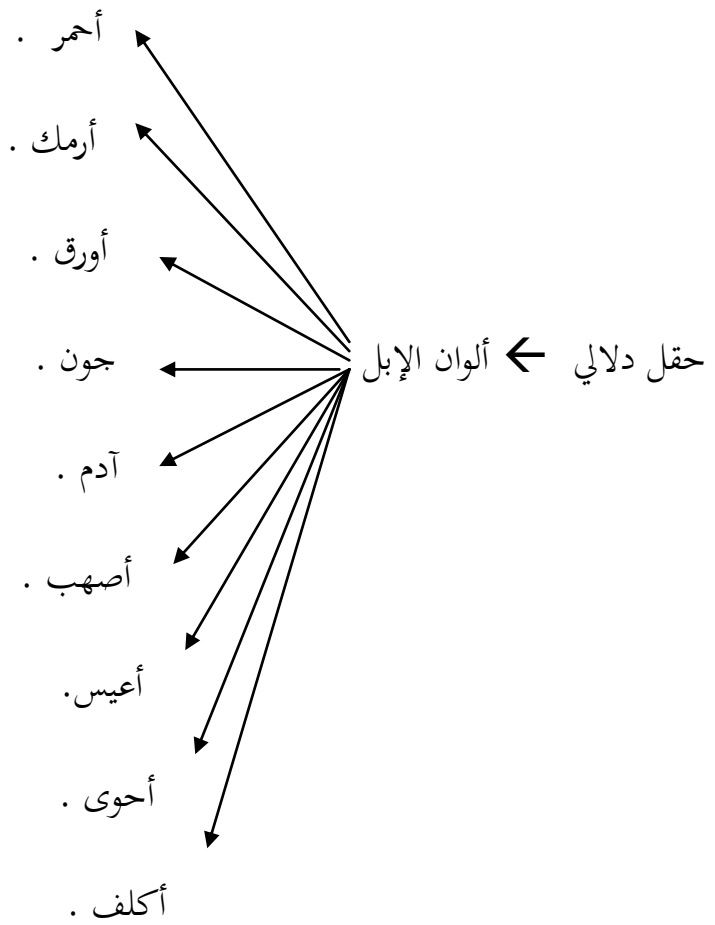 أحمر .
أرمك .
أورق .
حقل دلالي ← ألوان الإبل
جون .
آدم .
أصهب .
أعيس.
أحوى .
أكلف .